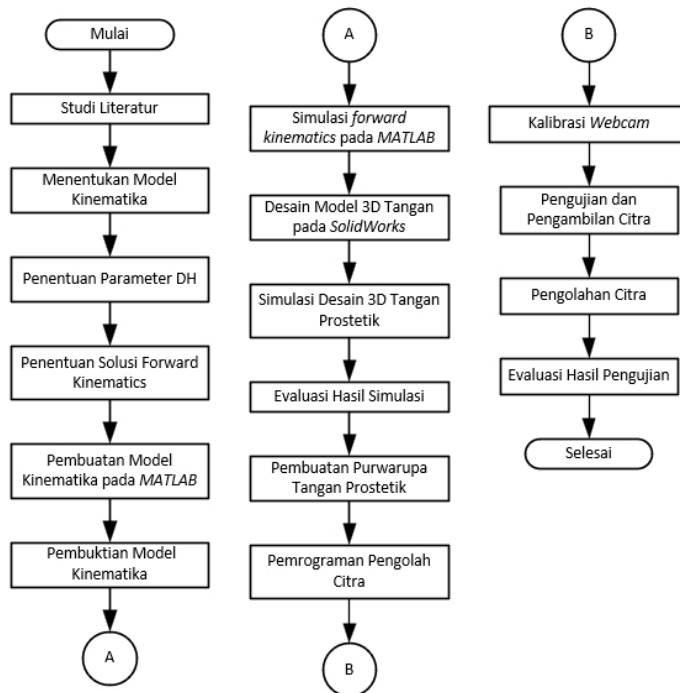 Mulai
Studi Literatur
Menentukan Model
Kinematika
Penentuan Parameter DH
Penentuan Solusi Forward
Kinematics
Pembuatan Model
Kinematika pada MATLAB
Pembuktian Model
Kinematika
A
A
Simulasi forward
kinematics pada MATLAB
Desain Model 3D Tangan
pada SolidWorks
Simulasi Desain 3D Tangan
Prostetik
Evaluasi Hasil Simulasi
Pembuatan Purwarupa
Tangan Prostetik
Pemrograman Pengolah
Citra
B
B
Kalibrasi Webcam
Pengujian dan
Pengambilan Citra
Pengolahan Citra
Evaluasi Hasil Pengujian
Selesai